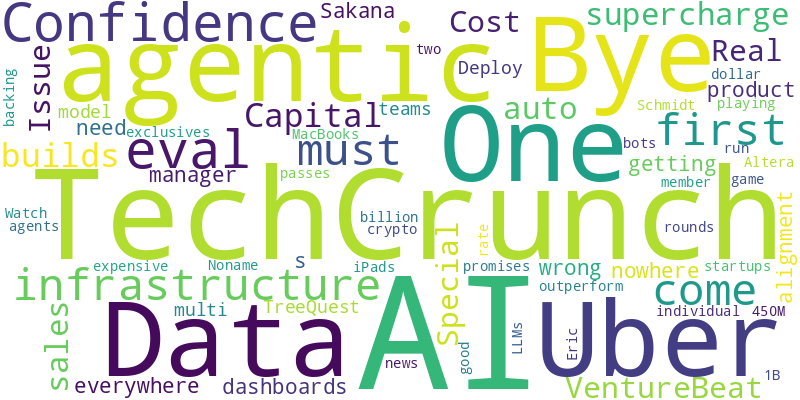 Confidence
Sakana
Cost
supercharge
agentic
two
Bye
Real
backing
Issue
Deploy
dollar
product
model
Capital
teams
One
auto
Schmidt
playing
need
exclusives
MacBooks
first
builds
eval
must
bots
run
manager
passes
getting
Altera
TechCrunch
member
game
Watch
agents
billion
crypto
Special
rate
rounds
alignment
expensive
Noname
s
iPads
promises
wrong
nowhere
startups
infrastructure
outperform
come
sales
multi
TreeQuest
Data
AI
Uber
individual
450M
LLMs
Eric
good
news
everywhere
dashboards
VentureBeat
1B